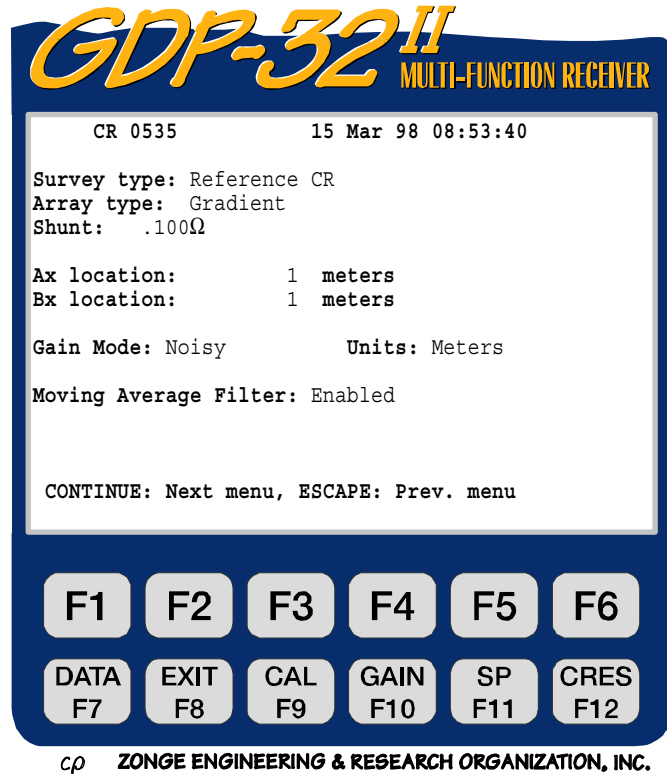 GDP-32 II
MULTI-FUNCTION RECEIVER
CR 0535 15 Mar 98 08:53:40
Survey type: Reference CR
Array type: Gradient
Shunt: .100Ω
Ax location: 1 meters
Bx location: 1 meters
Gain Mode: Noisy Units: Meters
Moving Average Filter: Enabled
CONTINUE: Next menu, ESCAPE: Prev. menu
F1 F2 F3 F4 F5 F6
DATA EXIT CAL GAIN SP CRES
F7 F8 F9 F10 F11 F12
cρ ZONGE ENGINEERING & RESEARCH ORGANIZATION, INC.